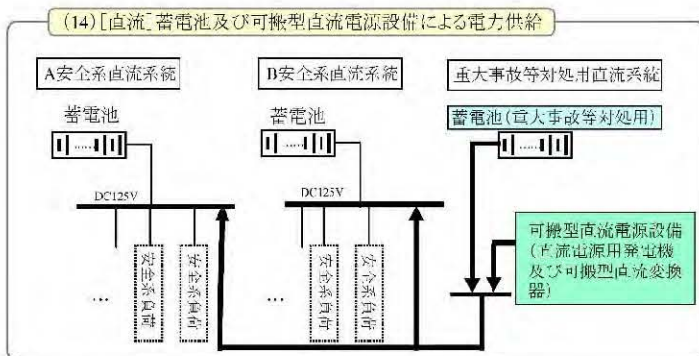 (14)[直流]蓄電池及び可搬型直流電源設備による電力供給
A安全系直流系統
B安全系直流系統
重大事故等対処用直流系統
蓄電池
蓄電池
蓄電池(重大事故等対処用)
DC125V
DC125V
可搬型直流電源設備
(直流電源用発電機
及び可搬型直流変換
器)
…
安全系負荷
安全系負荷
…
安全系負荷
安全系負荷